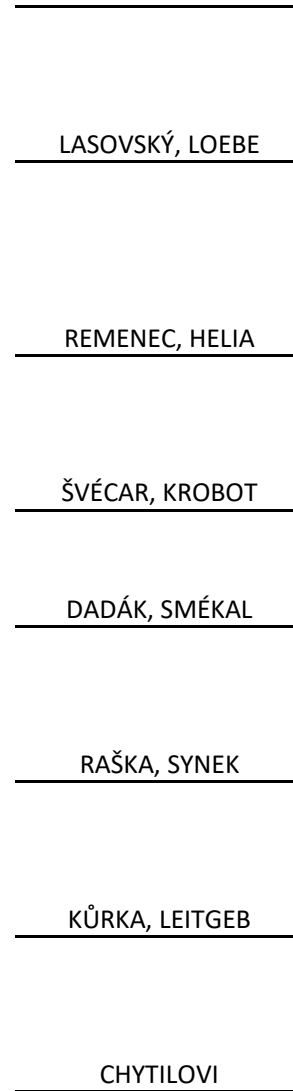 LASOVSKÝ, LOEBE
REMENEC, HELIA
ŠVÉCAR, KROBOT
DADÁK, SMÉKAL
RAŠKA, SYNEK
KŮRKA, LEITGEB
CHYTILOVI